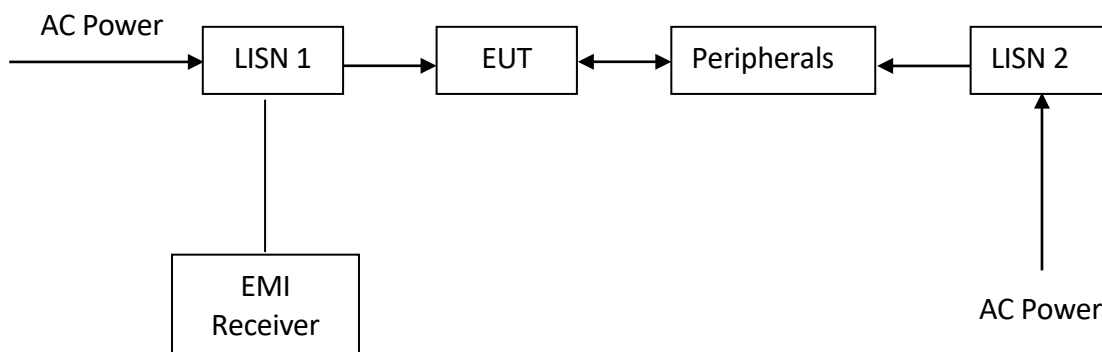 AC Power
LISN 1
EUT
Peripherals
LISN 2
EMI
Receiver
AC Power